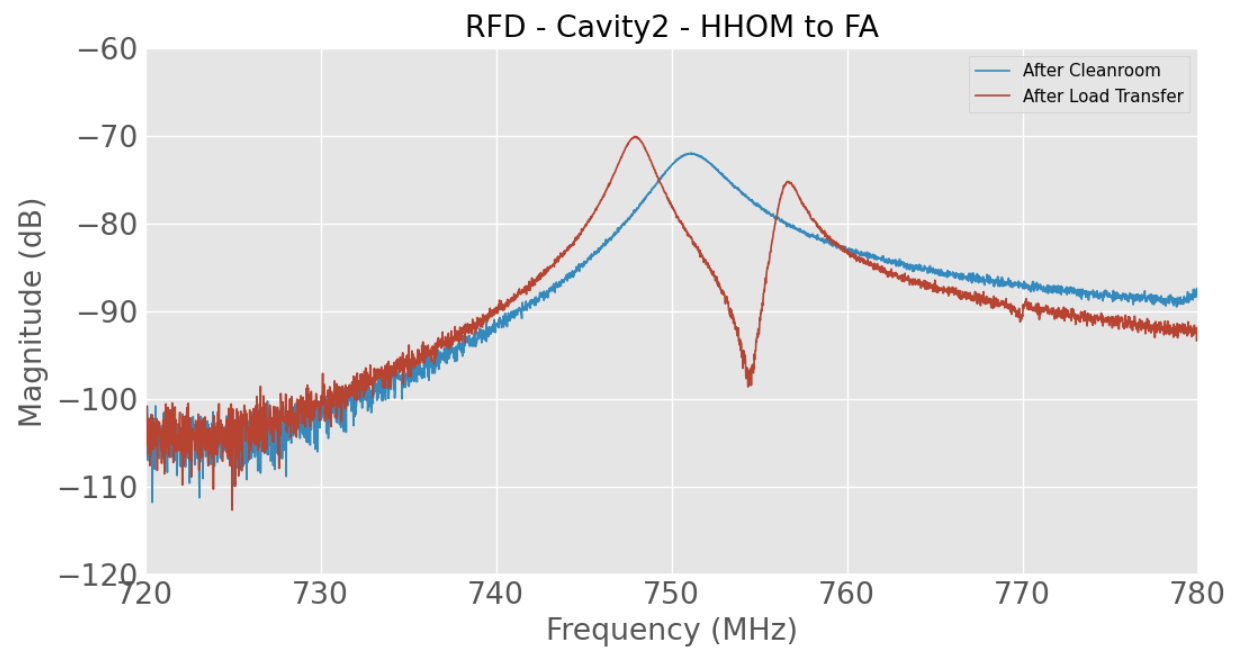 RFD - Cavity2 - HHOM to FA
After Cleanroom
After Load Transfer
Magnitude (dB)
−60
−70
−80
−90
−100
−110
−120
720 730 740 750 760 770 780
Frequency (MHz)